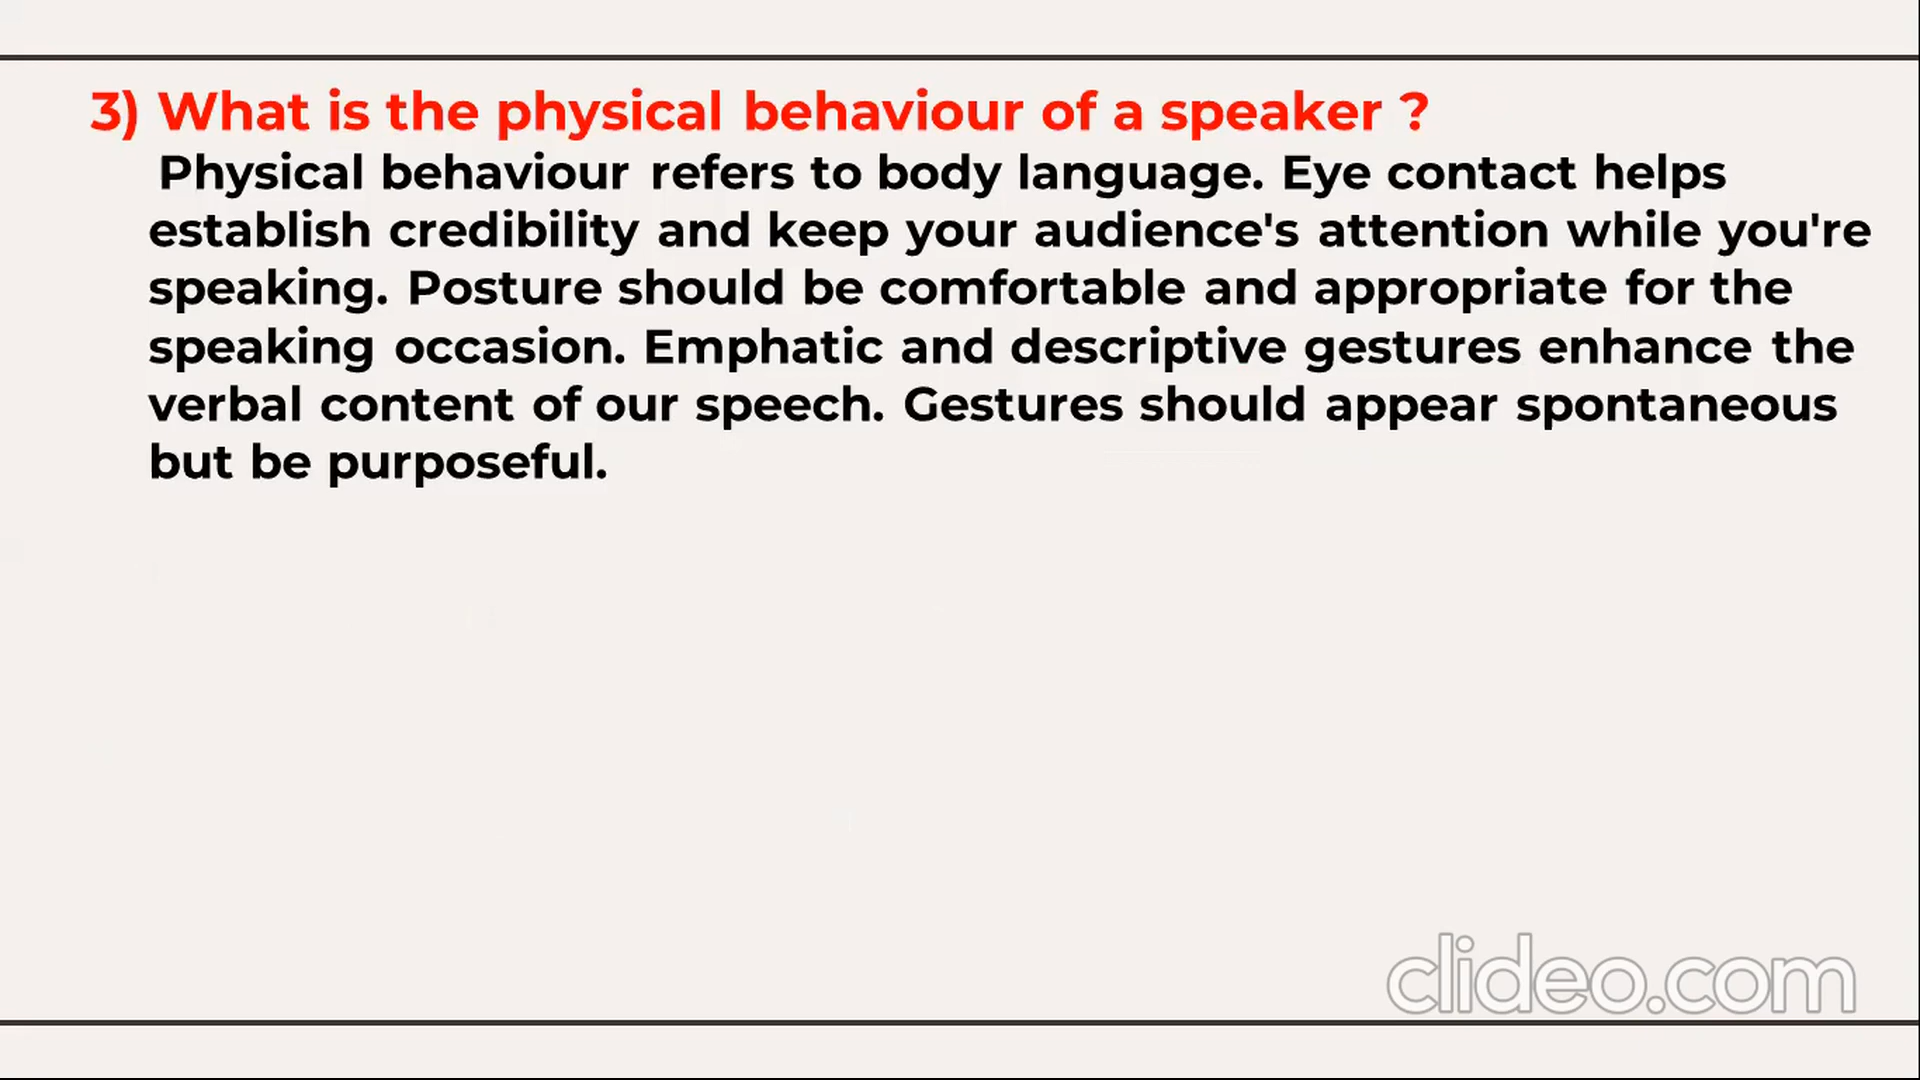 3) What is the physical behaviour of a speaker ?
Physical behaviour refers to body language. Eye contact helps
establish credibility and keep your audience's attention while you're
speaking. Posture should be comfortable and appropriate for the
speaking occasion. Emphatic and descriptive gestures enhance the
verbal content of our speech. Gestures should appear spontaneous
but be purposeful.
clideo.com